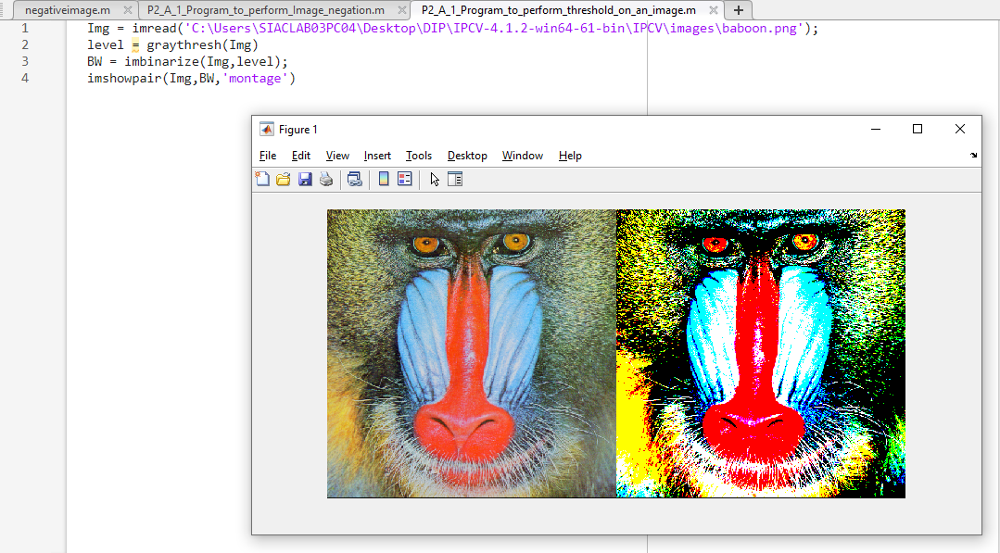 negativeimage.m × P2_A_1_Program_to_perform_Image_negation.m × P2_A_1_Program_to_perform_threshold_on_an_image.m × +
1 Img = imread('C:\Users\SIACLAB03PC04\Desktop\DIP\IPCV-4.1.2-win64-61-bin\IPCV\images\baboon.png');
2 level = graythresh(Img)
3 BW = imbinarize(Img,level);
4 imshowpair(Img,BW,'montage')
Figure 1
File Edit View Insert Tools Desktop Window Help